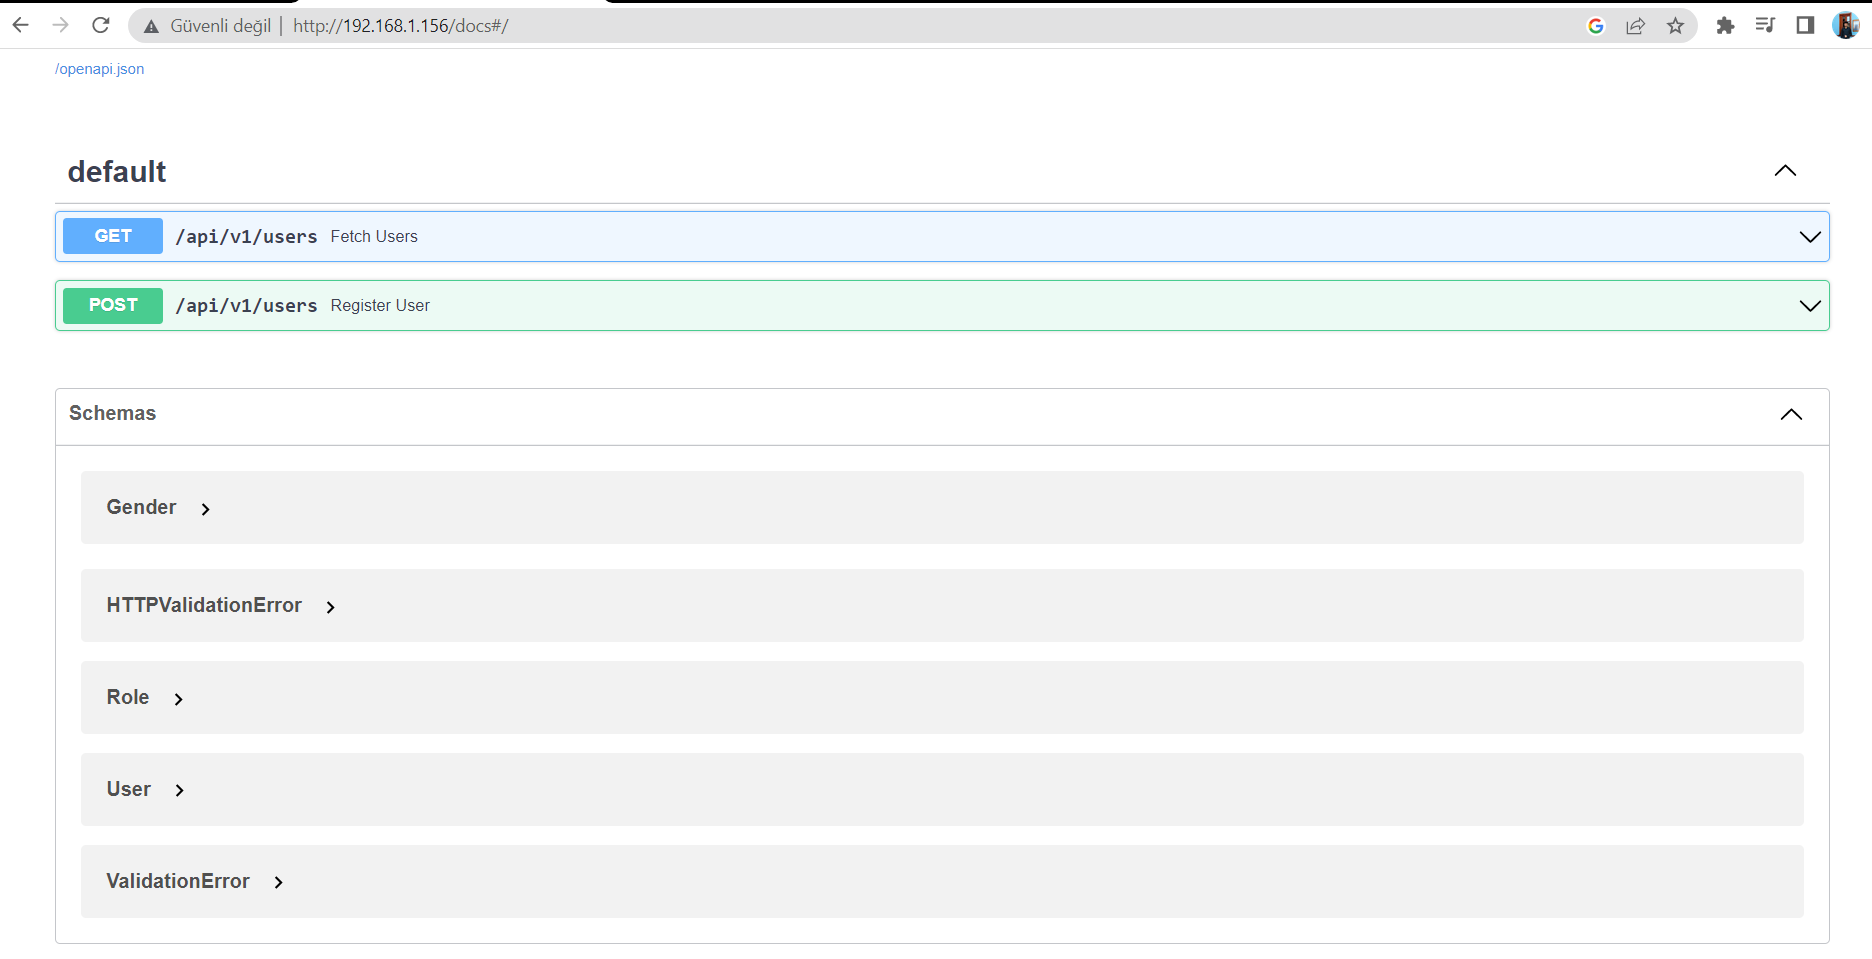 Güvenli değil | http://192.168.1.156/docs#/
/openapi.json
default
GET /api/v1/users Fetch Users
POST /api/v1/users Register User
Schemas
Gender
HTTPValidationError
Role
User
ValidationError